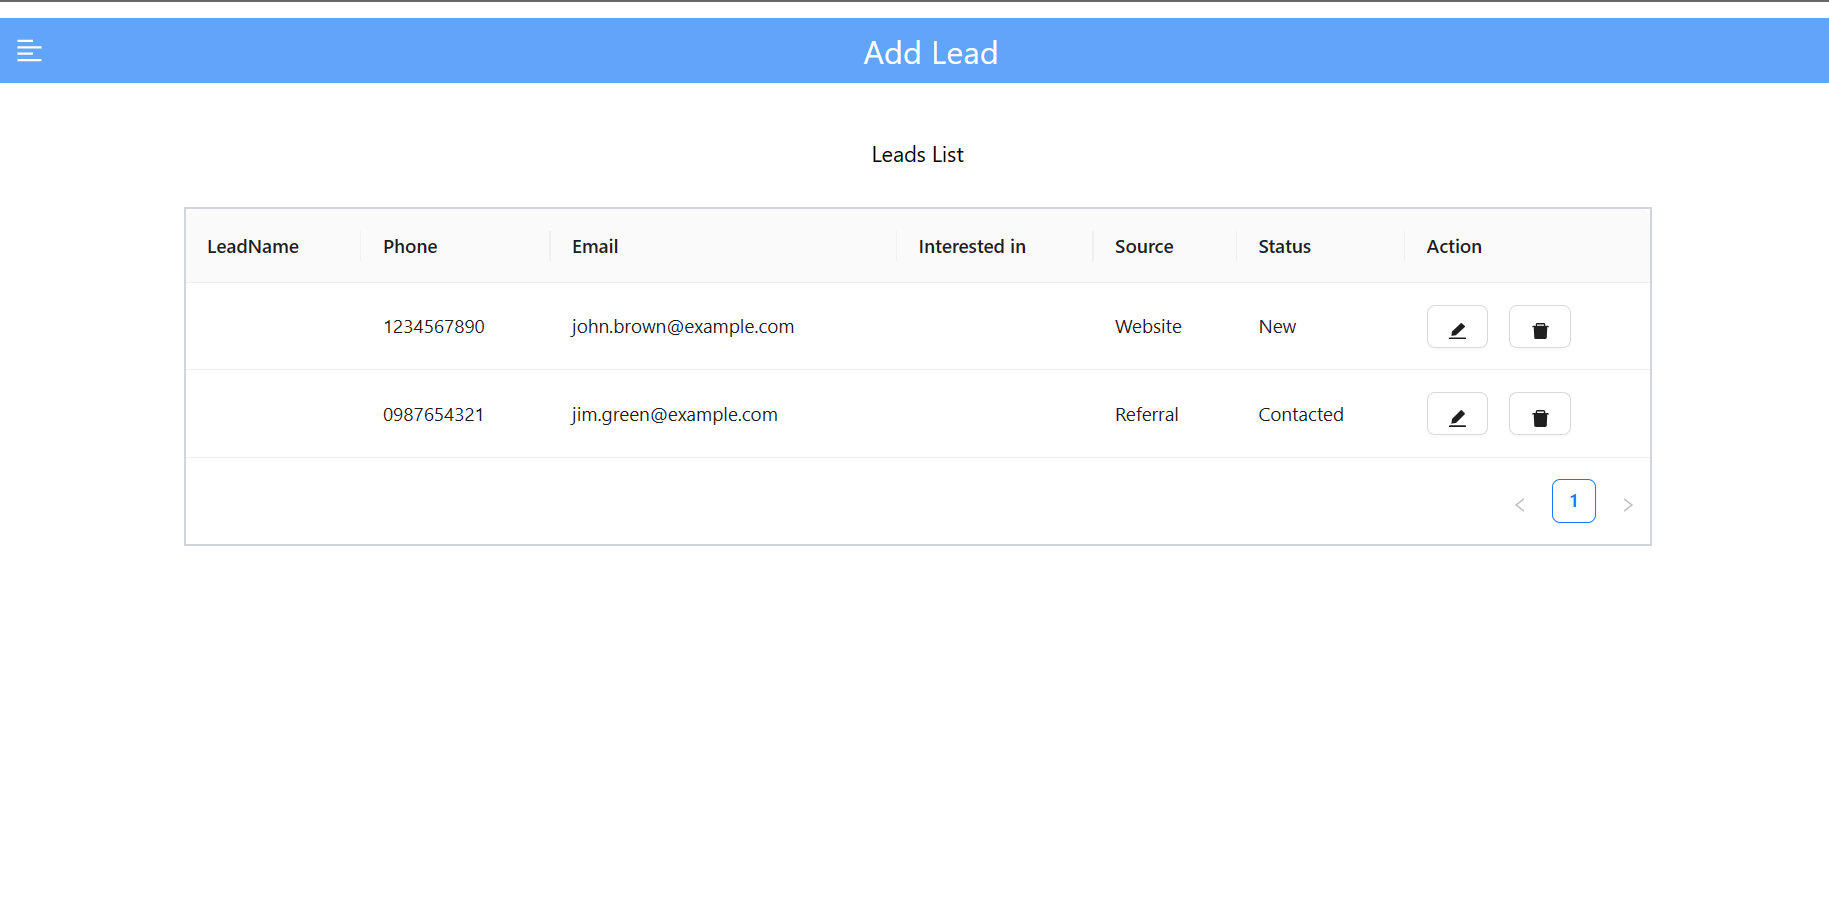 Add Lead
Leads List
LeadName Phone Email Interested in Source Status Action
1234567890 john.brown@example.com Website New
0987654321 jim.green@example.com Referral Contacted
1